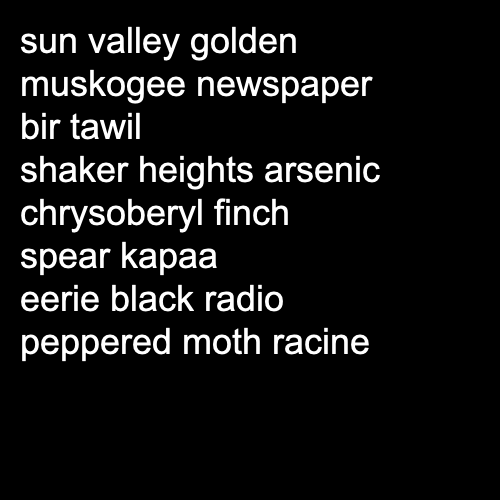 sun valley golden
muskogee newspaper
bir tawil
shaker heights arsenic
chrysoberyl finch
spear kapaa
eerie black radio
peppered moth racine